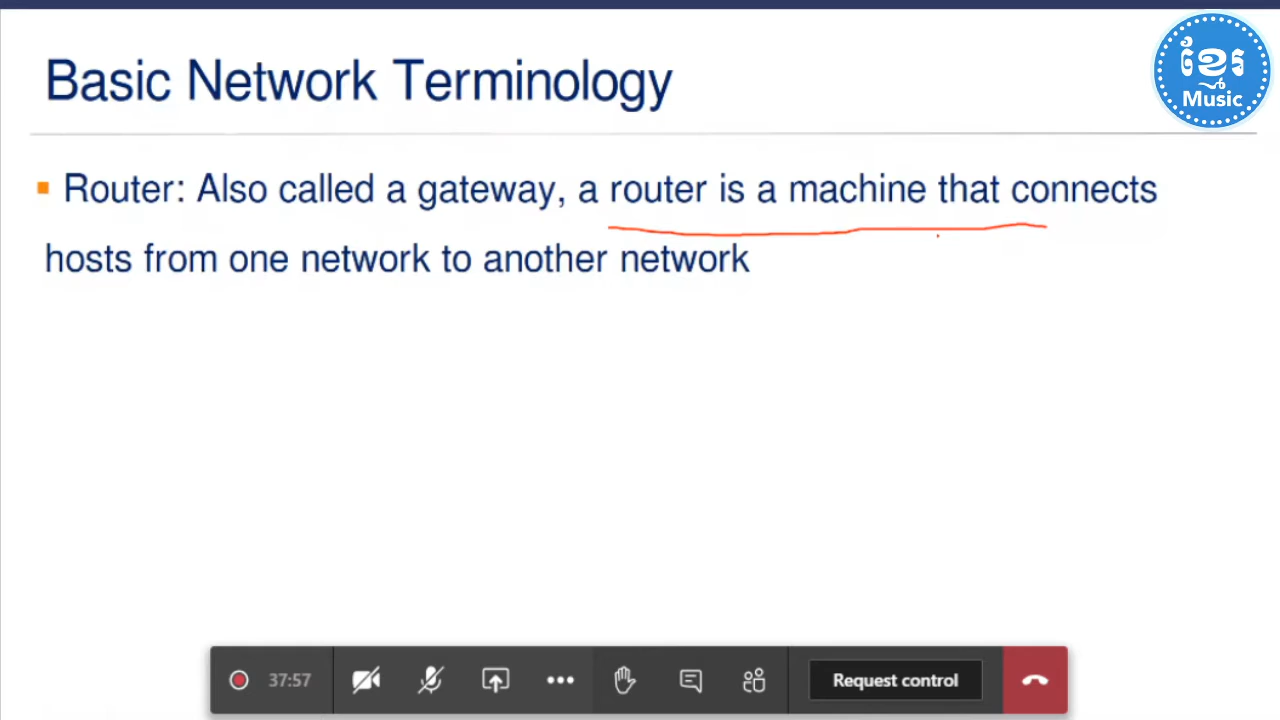 Basic Network Terminology
ខ្មែរ
Music
Router: Also called a gateway, a router is a machine that connects
hosts from one network to another network
37:57
Request control